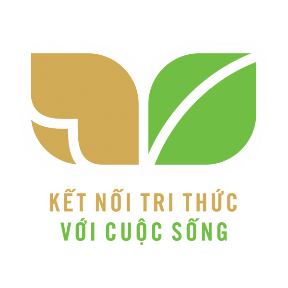 KẾT NỐI TRI THỨC
VỚI CUỘC SỐNG